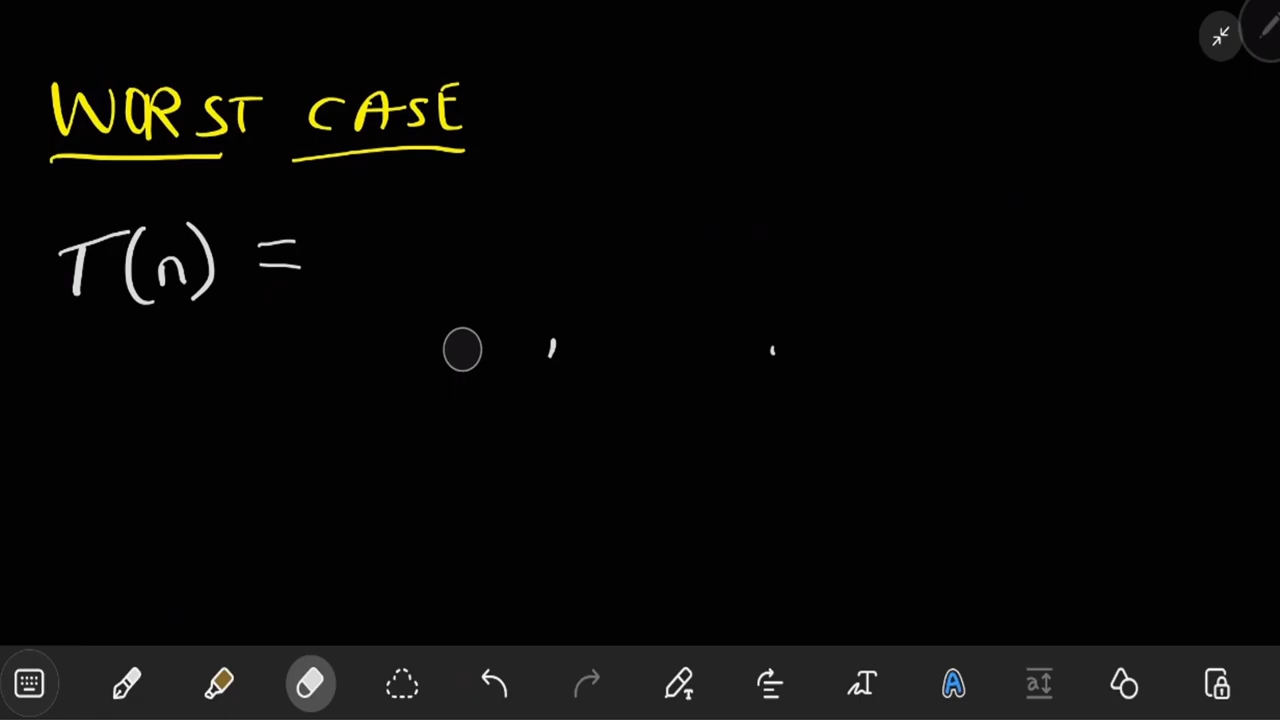 WORST CASE
T(n) =
, .